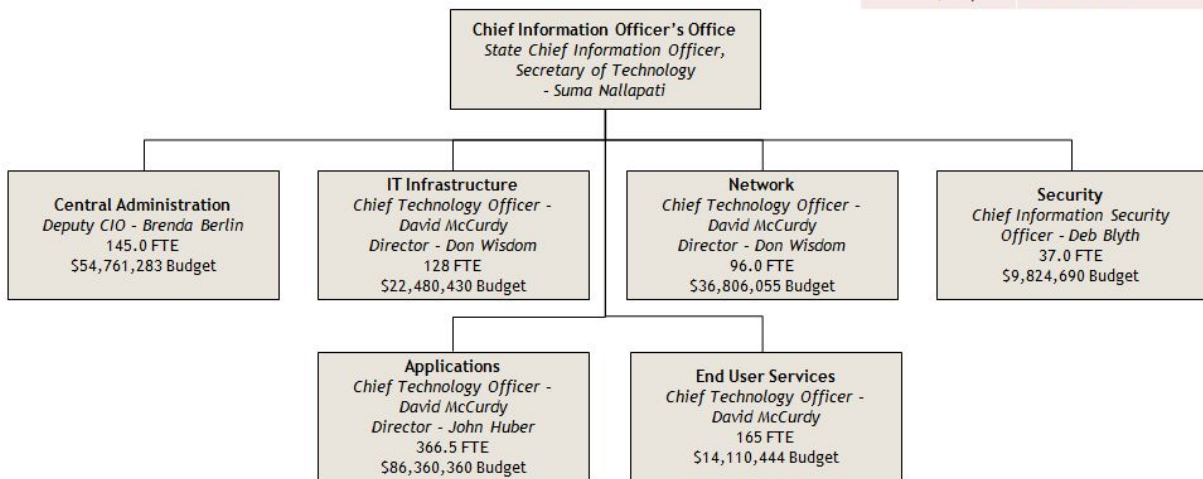 Chief Information Officer's Office
State Chief Information Officer,
Secretary of Technology
- Suma Nallapati
Central Administration
Deputy CIO - Brenda Berlin
145.0 FTE
$54,761,283 Budget
IT Infrastructure
Chief Technology Officer -
David McCurdy
Director - Don Wisdom
128 FTE
$22,480,430 Budget
Network
Chief Technology Officer -
David McCurdy
Director - Don Wisdom
96.0 FTE
$36,806,055 Budget
Security
Chief Information Security
Officer - Deb Blyth
37.0 FTE
$9,824,690 Budget
Applications
Chief Technology Officer -
David McCurdy
Director - John Huber
366.5 FTE
$86,360,360 Budget
End User Services
Chief Technology Officer -
David McCurdy
165 FTE
$14,110,444 Budget